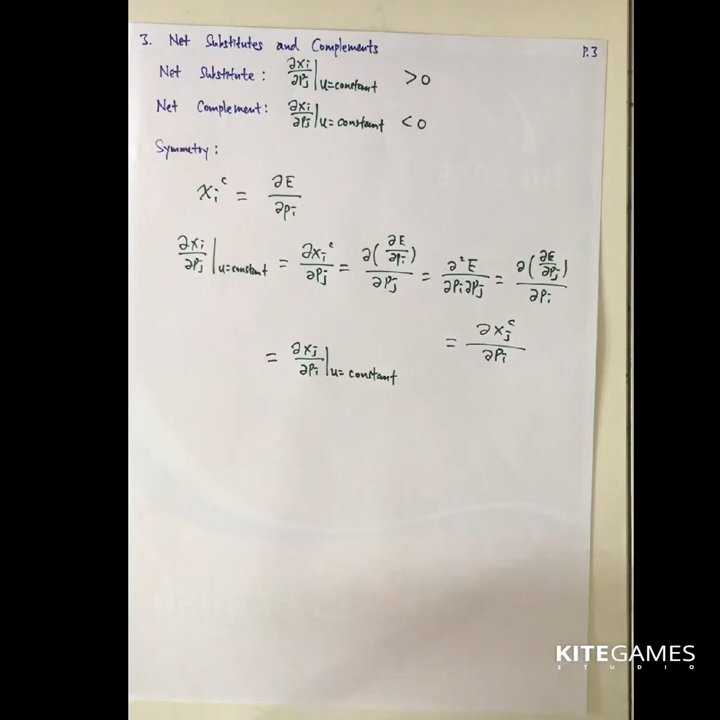 3. Net Substitutes and Complements P.3
Net Substitute: ∂xi/∂pj |u=constant >0
Net Complement: ∂xi/∂pj |u=constant <0
Symmetry:
xi^c = ∂E/∂pi
∂xi/∂pj |u=constant = ∂xi^c/∂pj = ∂(∂E/∂pi)/∂pj = ∂²E/∂pi∂pj = ∂(∂E/∂pj)/∂pi
= ∂xj^c/∂pi
= ∂xj/∂pi |u=constant
KITEGAMES
STUDIO